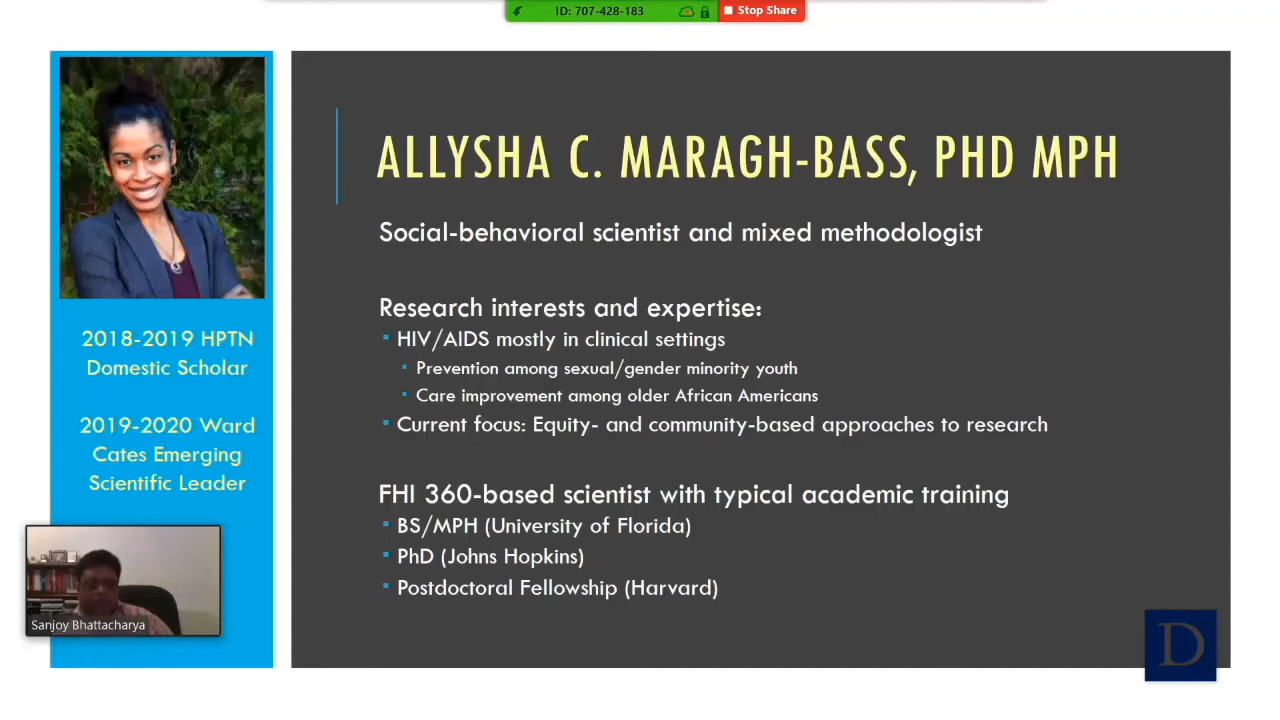 ID: 707-428-183
Stop Share
ALLYSHA C. MARAGH-BASS, PHD MPH
Social-behavioral scientist and mixed methodologist
Research interests and expertise:
HIV/AIDS mostly in clinical settings
Prevention among sexual/gender minority youth
Care improvement among older African Americans
Current focus: Equity- and community-based approaches to research
FHI 360-based scientist with typical academic training
BS/MPH (University of Florida)
PhD (Johns Hopkins)
Postdoctoral Fellowship (Harvard)
2018-2019 HPTN
Domestic Scholar
2019-2020 Ward
Cates Emerging
Scientific Leader
Sanjoy Bhattacharya
D